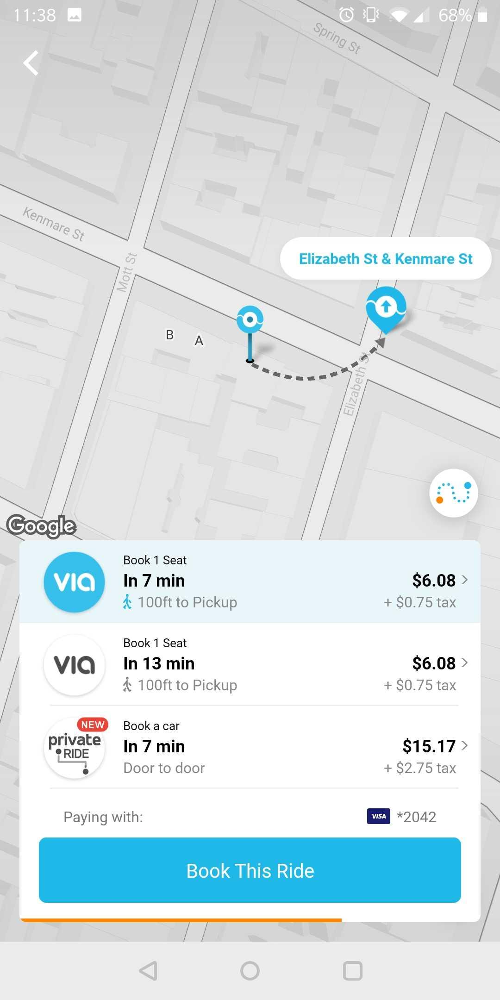 11:38
68%
Spring St
Kenmare St
Mott St
Elizabeth St & Kenmare St
B
A
Elizabeth St
Google
via
Book 1 Seat
In 7 min
$6.08
100ft to Pickup
+ $0.75 tax
via
Book 1 Seat
In 13 min
$6.08
100ft to Pickup
+ $0.75 tax
NEW
private
RIDE
Book a car
In 7 min
$15.17
Door to door
+ $2.75 tax
Paying with:
VISA *2042
Book This Ride